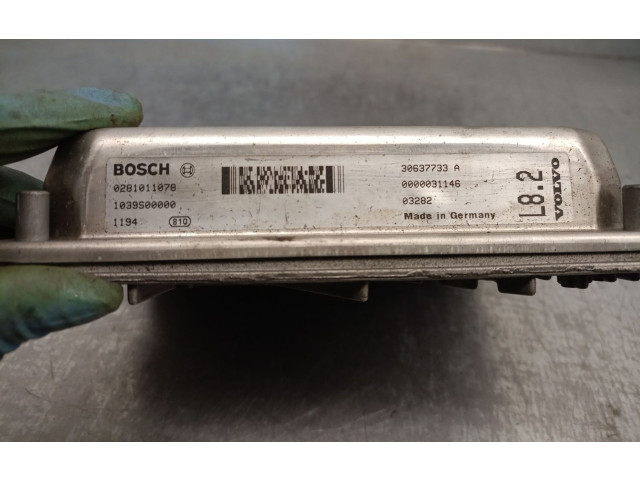 BOSCH
0281011078
1039S00000
1194 810
30637733 A
0000031146
03282
Made in Germany
L8.2
VOLVO